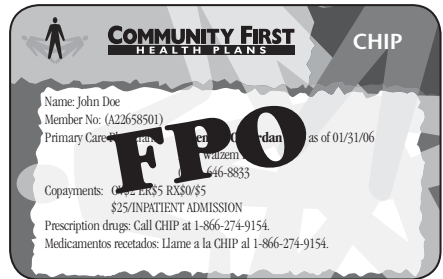 COMMUNITY FIRST
HEALTH PLANS
CHIP
Name: John Doe
Member No: (A22658501)
Primary Care as of 01/31/06
FPO
646-8833
Copayments: ER$5 RX$0/$5
$25/INPATIENT ADMISSION
Prescription drugs: Call CHIP at 1-866-274-9154.
Medicamentos recetados: Llame a la CHIP al 1-866-274-9154.